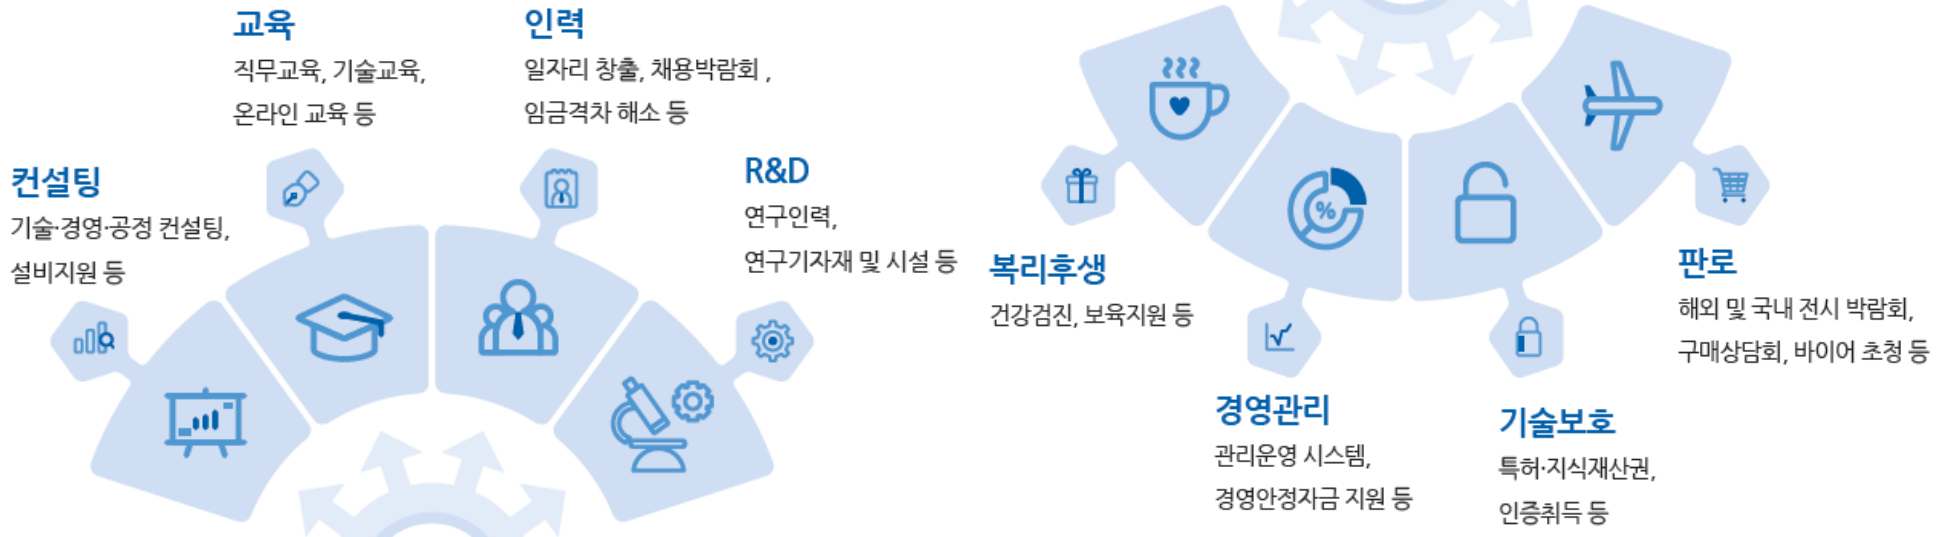 교육
직무교육, 기술교육,
온라인 교육 등
인력
일자리 창출, 채용박람회 ,
임금격차 해소 등
컨설팅
기술·경영·공정 컨설팅,
설비지원 등
R&D
연구인력,
연구기자재 및 시설 등
복리후생
건강검진, 보육지원 등
%
경영관리
관리운영 시스템,
경영안정자금 지원 등
기술보호
특허·지식재산권,
인증취득 등
판로
해외 및 국내 전시 박람회,
구매상담회, 바이어 초청 등